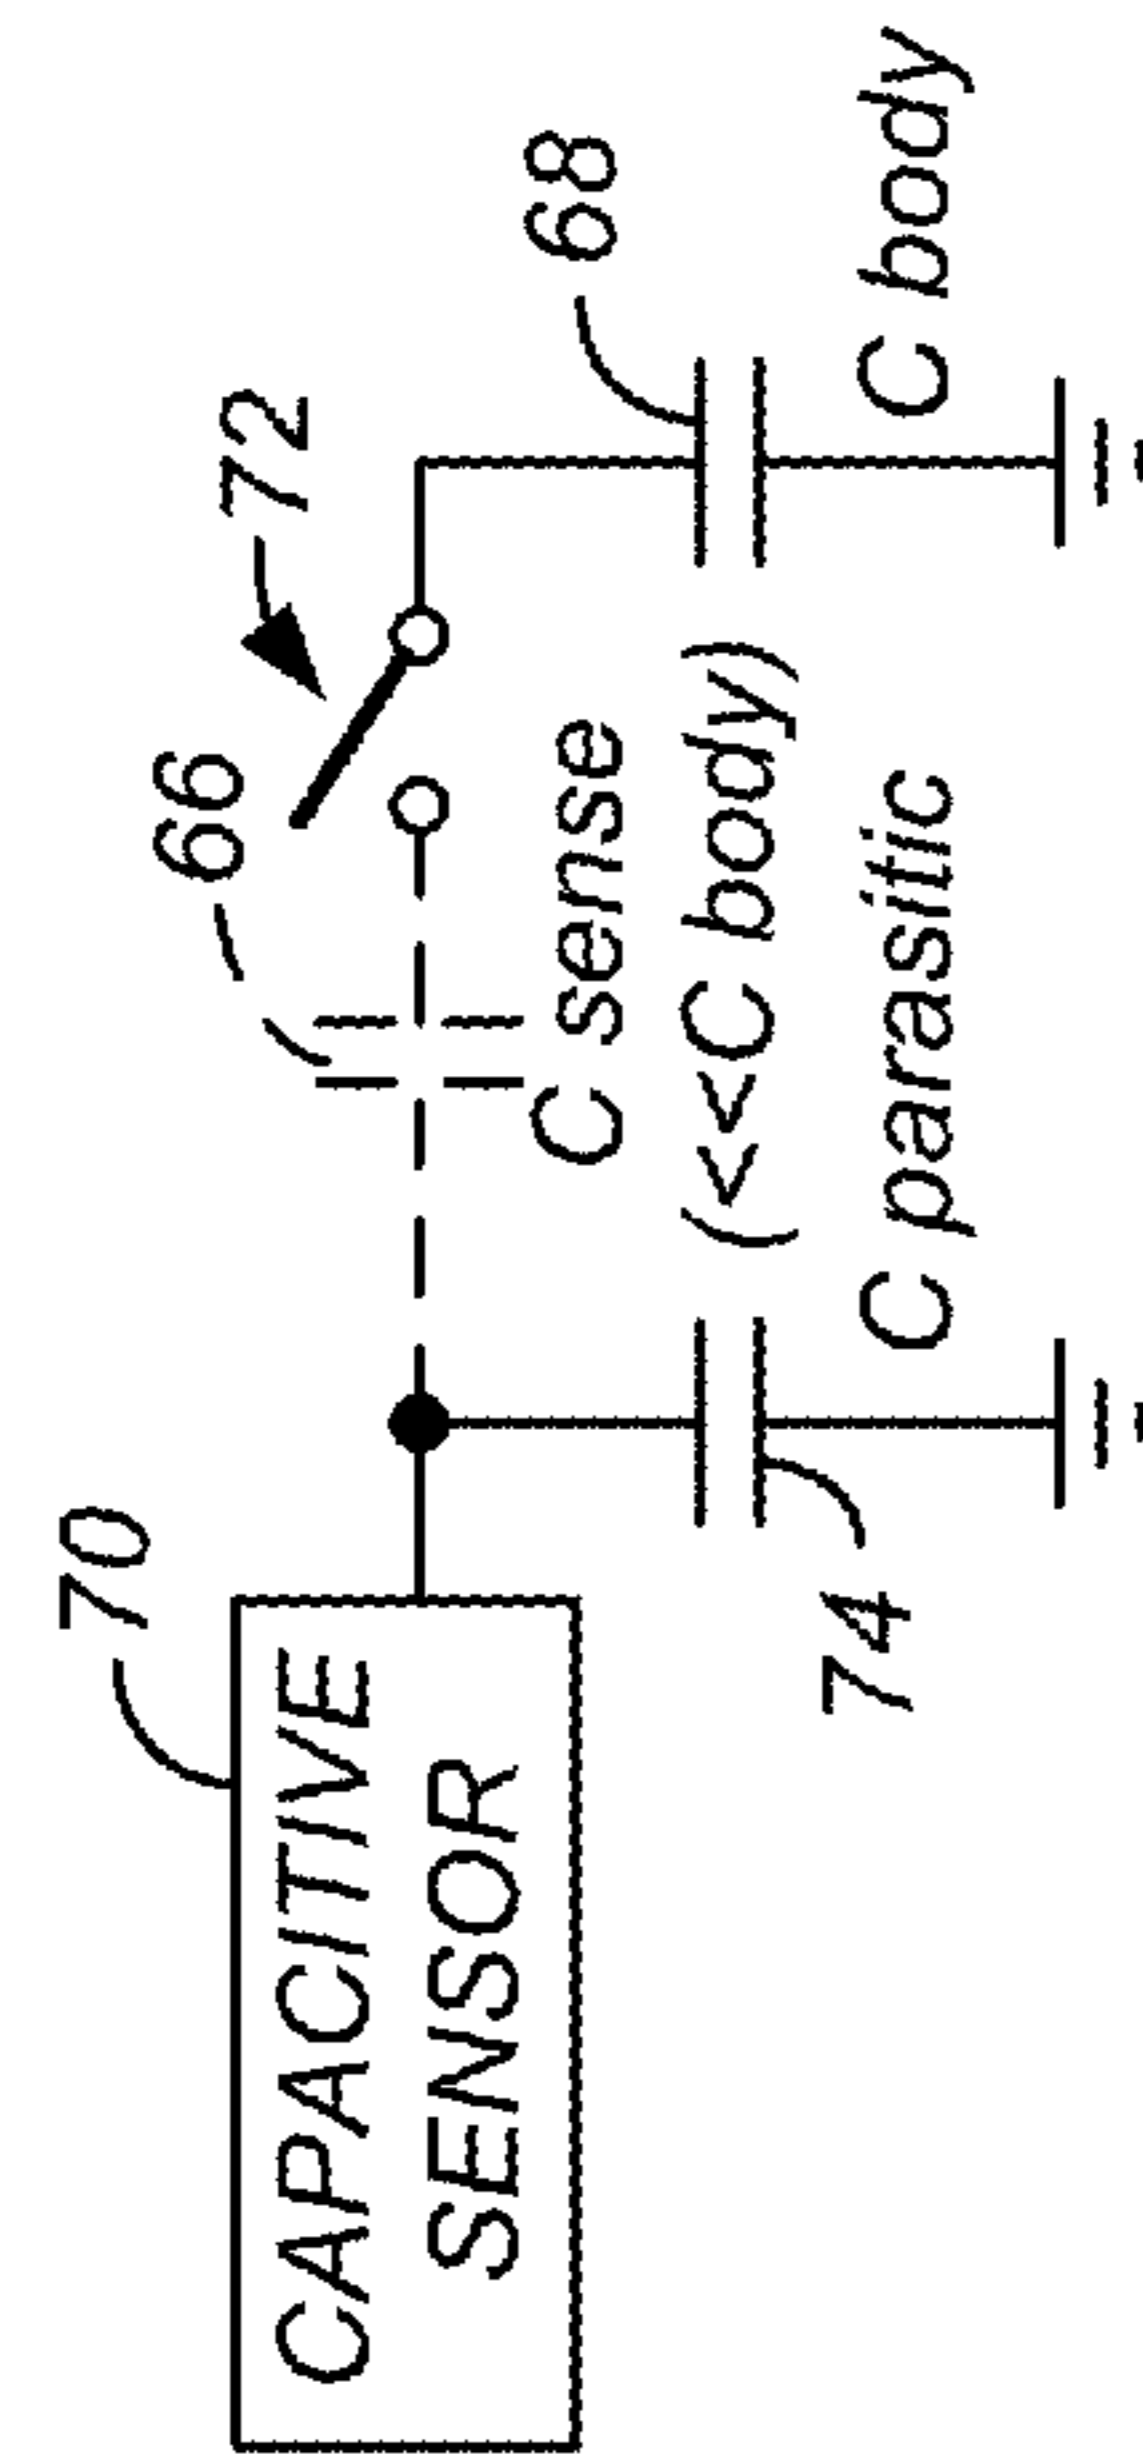 70
CAPACITIVE
SENSOR
66
72
68
C sense
(<<C body)
74
C parasitic
C body